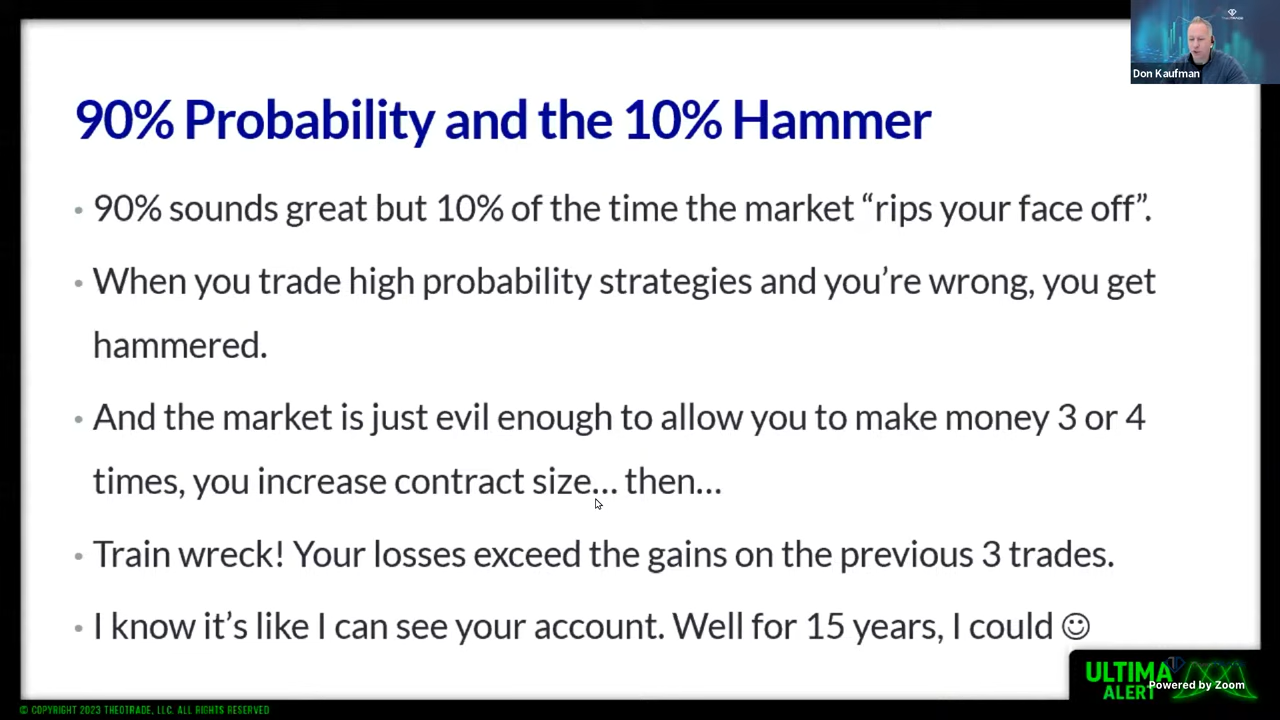 Don Kaufman
90% Probability and the 10% Hammer
• 90% sounds great but 10% of the time the market “rips your face off”.
• When you trade high probability strategies and you’re wrong, you get
hammered.
• And the market is just evil enough to allow you to make money 3 or 4
times, you increase contract size… then…
• Train wreck! Your losses exceed the gains on the previous 3 trades.
• I know it’s like I can see your account. Well for 15 years, I could ☺
ULTIMA
ALERT
Powered by Zoom
© COPYRIGHT 2023 THEOTRADE, LLC. ALL RIGHTS RESERVED